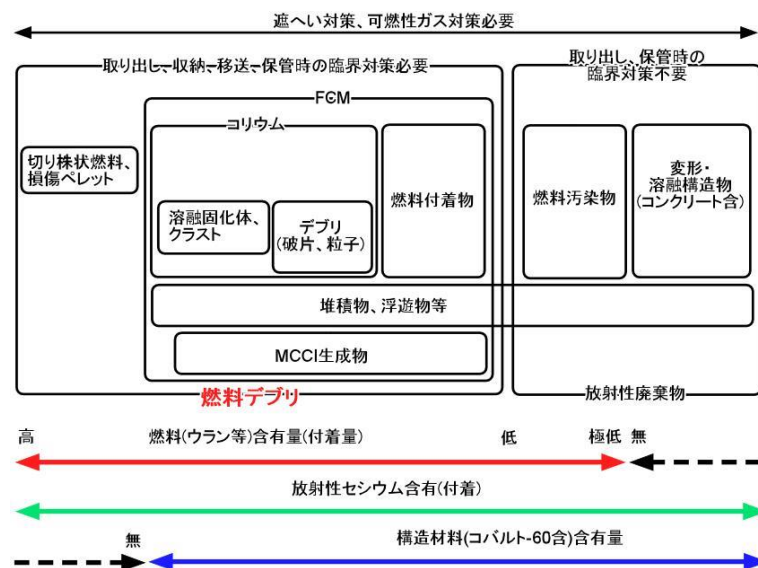 遮へい対策、可燃性ガス対策必要
取り出し、収納、移送、保管時の臨界対策必要
取り出し、保管時の
臨界対策不要
FCM
コリウム
切り株状燃料、
損傷ペレット
溶融固化体、
クラスト
デブリ
(破片、粒子)
燃料付着物
燃料汚染物
変形・
溶融構造物
(コンクリート含)
堆積物、浮遊物等
MCCI生成物
燃料デブリ
放射性廃棄物
高
燃料(ウラン等)含有量(付着量)
低
極低
無
放射性セシウム含有(付着)
無
構造材料(コバルト-60含)含有量